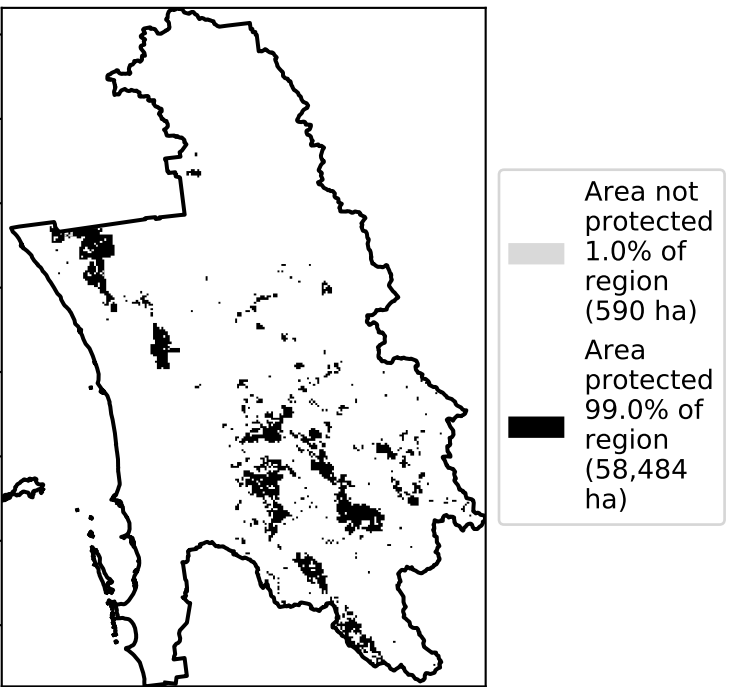 Area not
protected
1.0% of
region
(590 ha)
Area
protected
99.0% of
region
(58,484
ha)